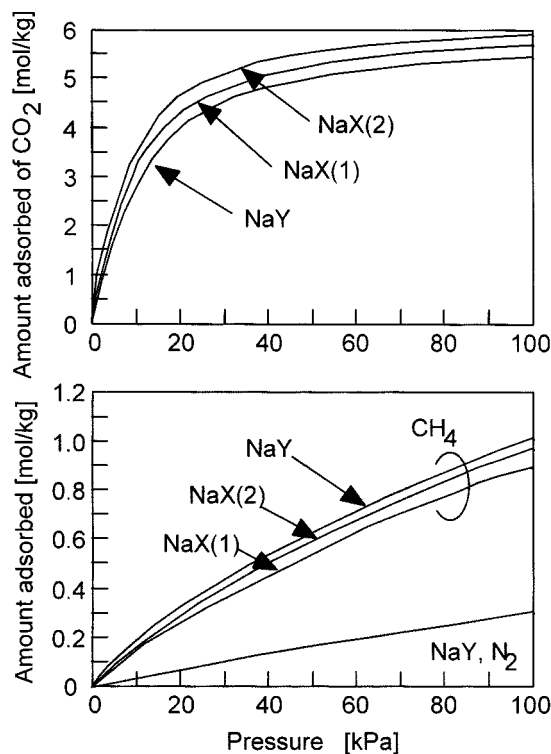 Amount adsorbed of CO2 [mol/kg]
6
5
4
3
2
1
0
NaX(2)
NaX(1)
NaY
0 20 40 60 80 100
Amount adsorbed [mol/kg]
1.2
1.0
0.8
0.6
0.4
0.2
0
CH4
NaY
NaX(2)
NaX(1)
NaY, N2
0 20 40 60 80 100
Pressure [kPa]